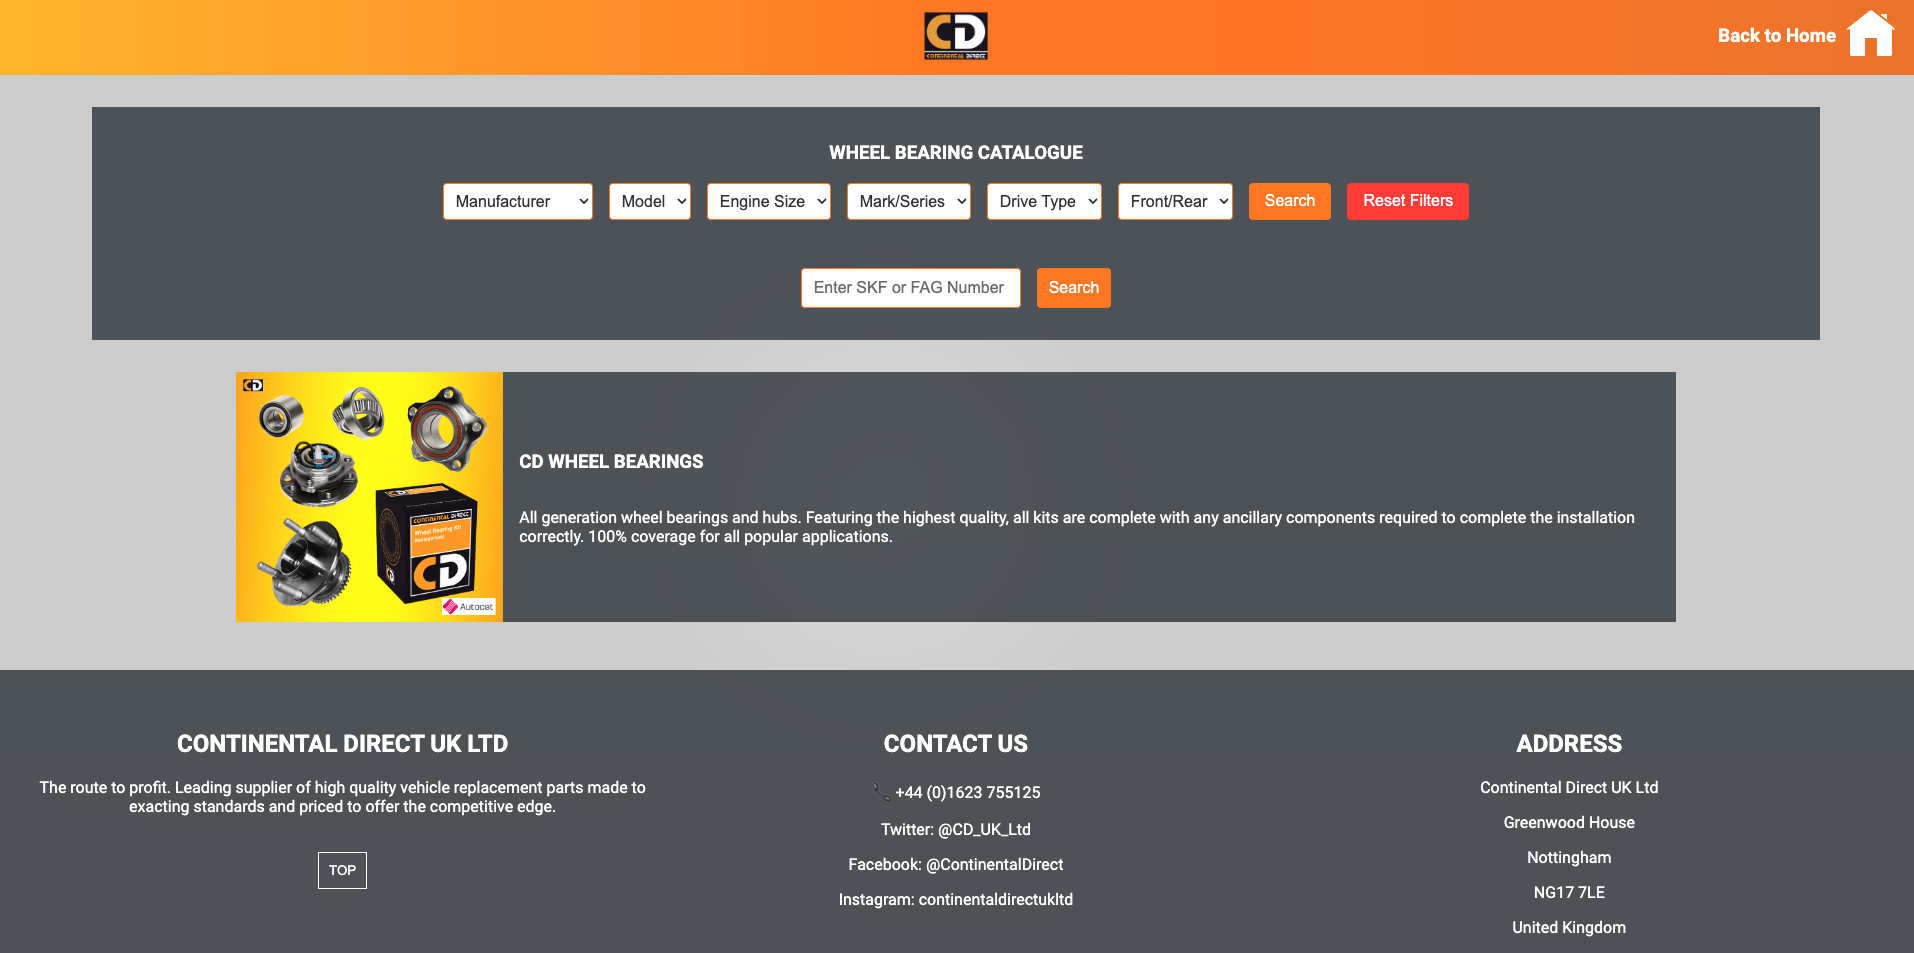 CD
CONTINENTAL DIRECT
Back to Home
WHEEL BEARING CATALOGUE
Manufacturer
Model
Engine Size
Mark/Series
Drive Type
Front/Rear
Search
Reset Filters
Enter SKF or FAG Number
Search
CD
CONTINENTAL DIRECT
Wheel Bearing Kit
CD
CD
Autocat
CD WHEEL BEARINGS
All generation wheel bearings and hubs. Featuring the highest quality, all kits are complete with any ancillary components required to complete the installation
correctly. 100% coverage for all popular applications.
CONTINENTAL DIRECT UK LTD
The route to profit. Leading supplier of high quality vehicle replacement parts made to
exacting standards and priced to offer the competitive edge.
TOP
CONTACT US
+44 (0)1623 755125
Twitter: @CD_UK_Ltd
Facebook: @ContinentalDirect
Instagram: continentaldirectukltd
ADDRESS
Continental Direct UK Ltd
Greenwood House
Nottingham
NG17 7LE
United Kingdom